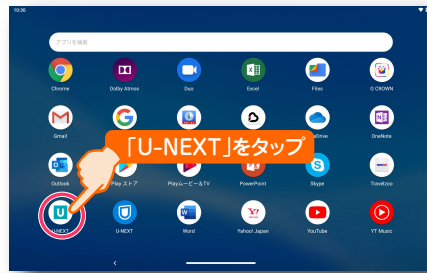 10:30
アプリを検索
Chrome
Dolby Atmos
Duo
Excel
Files
G CROWN
Gmail
OneDrive
OneNote
「U-NEXT」をタップ
Outlook
Play ストア
Playムービー&TV
PowerPoint
Skype
Travelzoo
U-NEXT
U-NEXT
Word
Yahoo! Japan
YouTube
YT Music